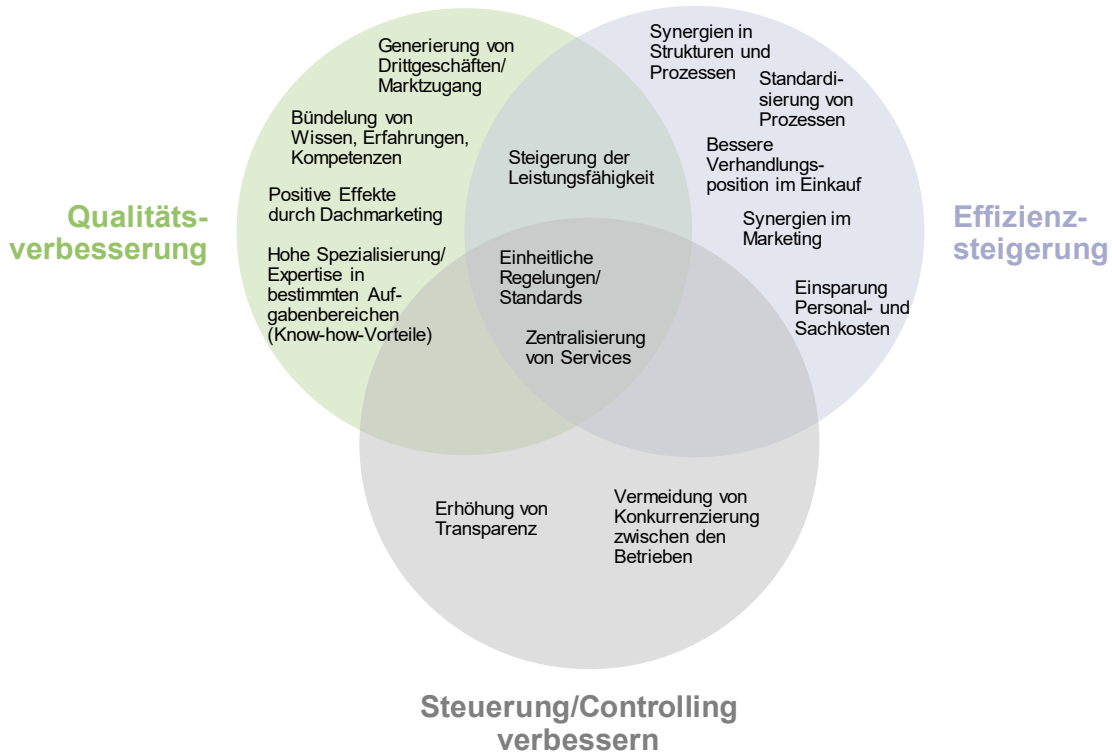 Generierung von
Drittgeschäften/
Marktzugang
Bündelung von
Wissen, Erfahrungen,
Kompetenzen
Positive Effekte
durch Dachmarketing
Hohe Spezialisierung/
Expertise in
bestimmten Auf-
gabenbereichen
(Know-how-Vorteile)
Qualitäts-
verbesserung
Steigerung der
Leistungsfähigkeit
Einheitliche
Regelungen/
Standards
Zentralisierung
von Services
Synergien in
Strukturen und
Prozessen
Standardi-
sierung von
Prozessen
Bessere
Verhandlungs-
position im Einkauf
Synergien im
Marketing
Einsparung
Personal- und
Sachkosten
Effizienz-
steigerung
Erhöhung von
Transparenz
Vermeidung von
Konkurrenzierung
zwischen den
Betrieben
Steuerung/Controlling
verbessern